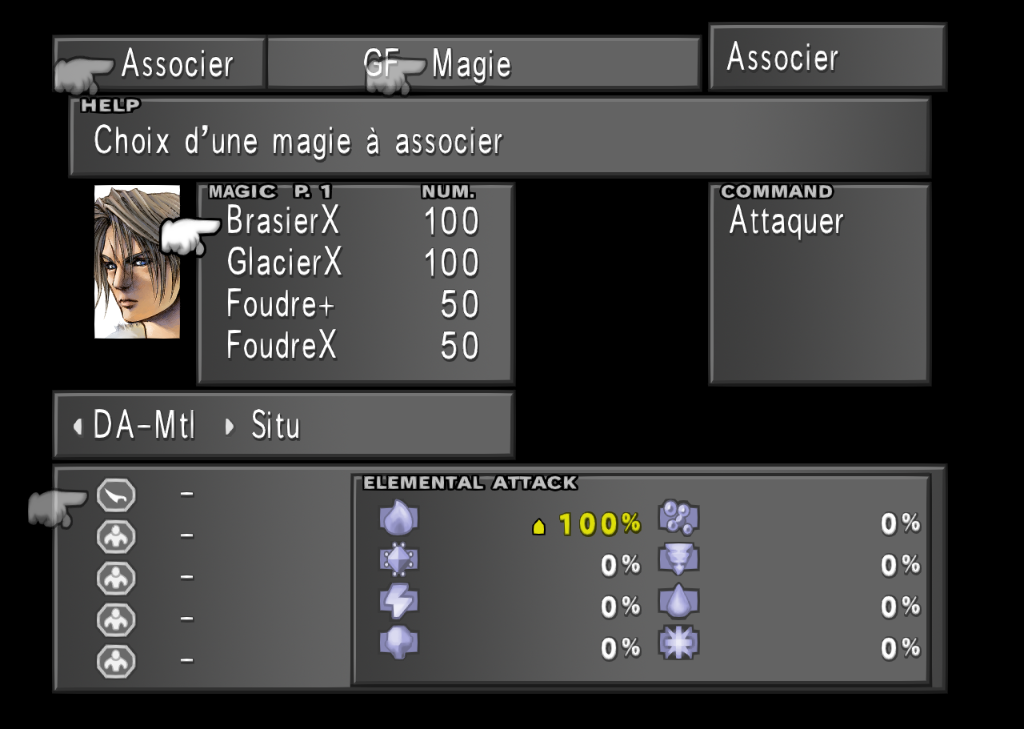 Associer GF Magie Associer
HELP
Choix d'une magie à associer
MAGIC P. 1 NUM.
BrasierX 100
GlacierX 100
Foudre+ 50
FoudreX 50
COMMAND
Attaquer
DA-Mtl Situ
-
-
-
-
-
ELEMENTAL ATTACK
100% 0%
0% 0%
0% 0%
0% 0%